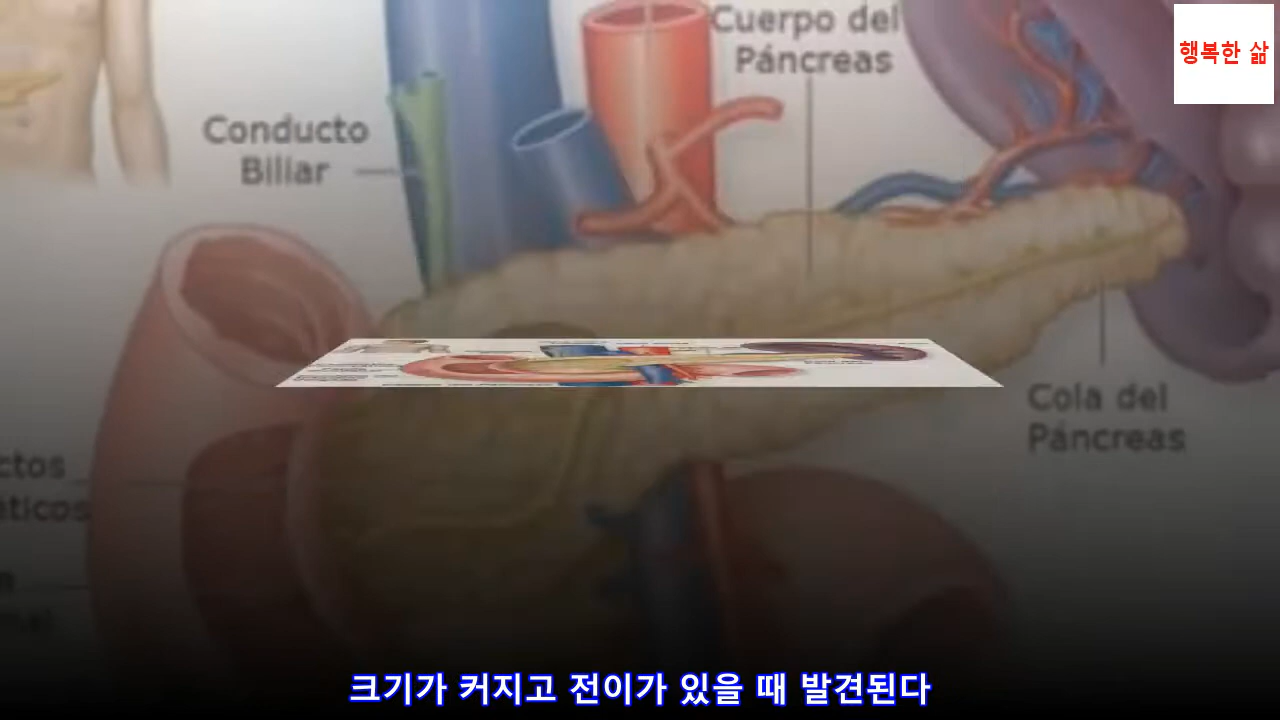 Cuerpo del
Páncreas
행복한 삶
Conducto
Biliar
Cola del
Páncreas
크기가 커지고 전이가 있을 때 발견된다